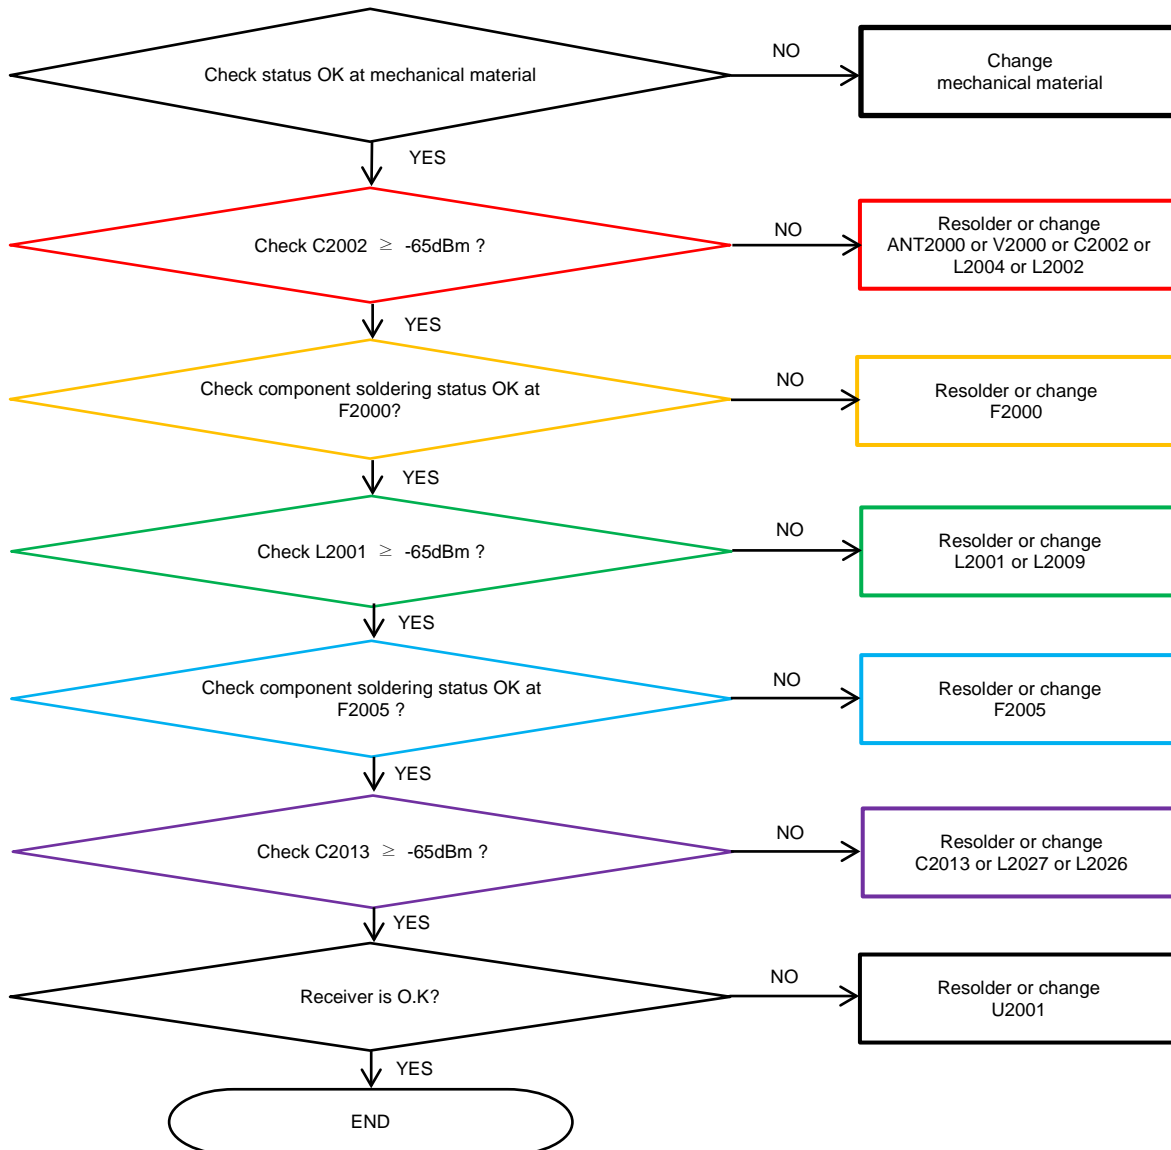 Check status OK at mechanical material
NO
Change
mechanical material
YES
Check C2002 ≥ -65dBm ?
NO
Resolder or change
ANT2000 or V2000 or C2002 or
L2004 or L2002
YES
Check component soldering status OK at
F2000?
NO
Resolder or change
F2000
YES
Check L2001 ≥ -65dBm ?
NO
Resolder or change
L2001 or L2009
YES
Check component soldering status OK at
F2005 ?
NO
Resolder or change
F2005
YES
Check C2013 ≥ -65dBm ?
NO
Resolder or change
C2013 or L2027 or L2026
YES
Receiver is O.K?
NO
Resolder or change
U2001
YES
END